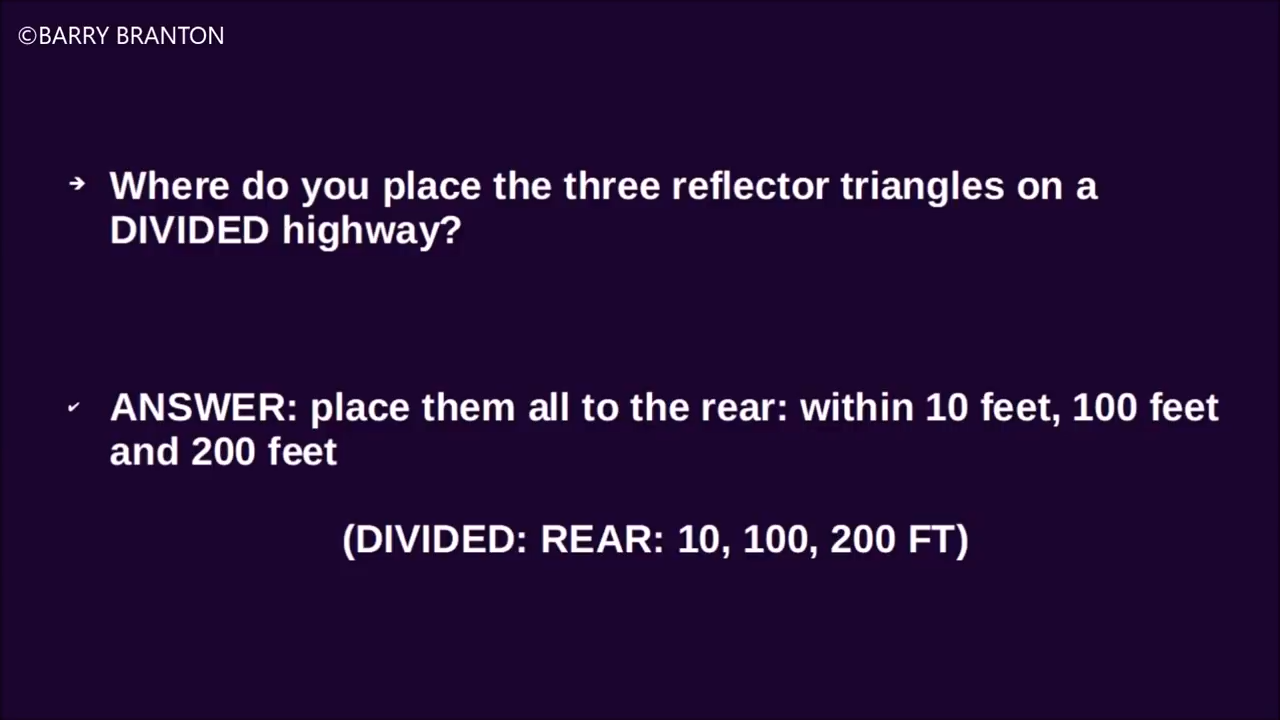 ©BARRY BRANTON
➔ Where do you place the three reflector triangles on a
DIVIDED highway?
✔ ANSWER: place them all to the rear: within 10 feet, 100 feet
and 200 feet
(DIVIDED: REAR: 10, 100, 200 FT)